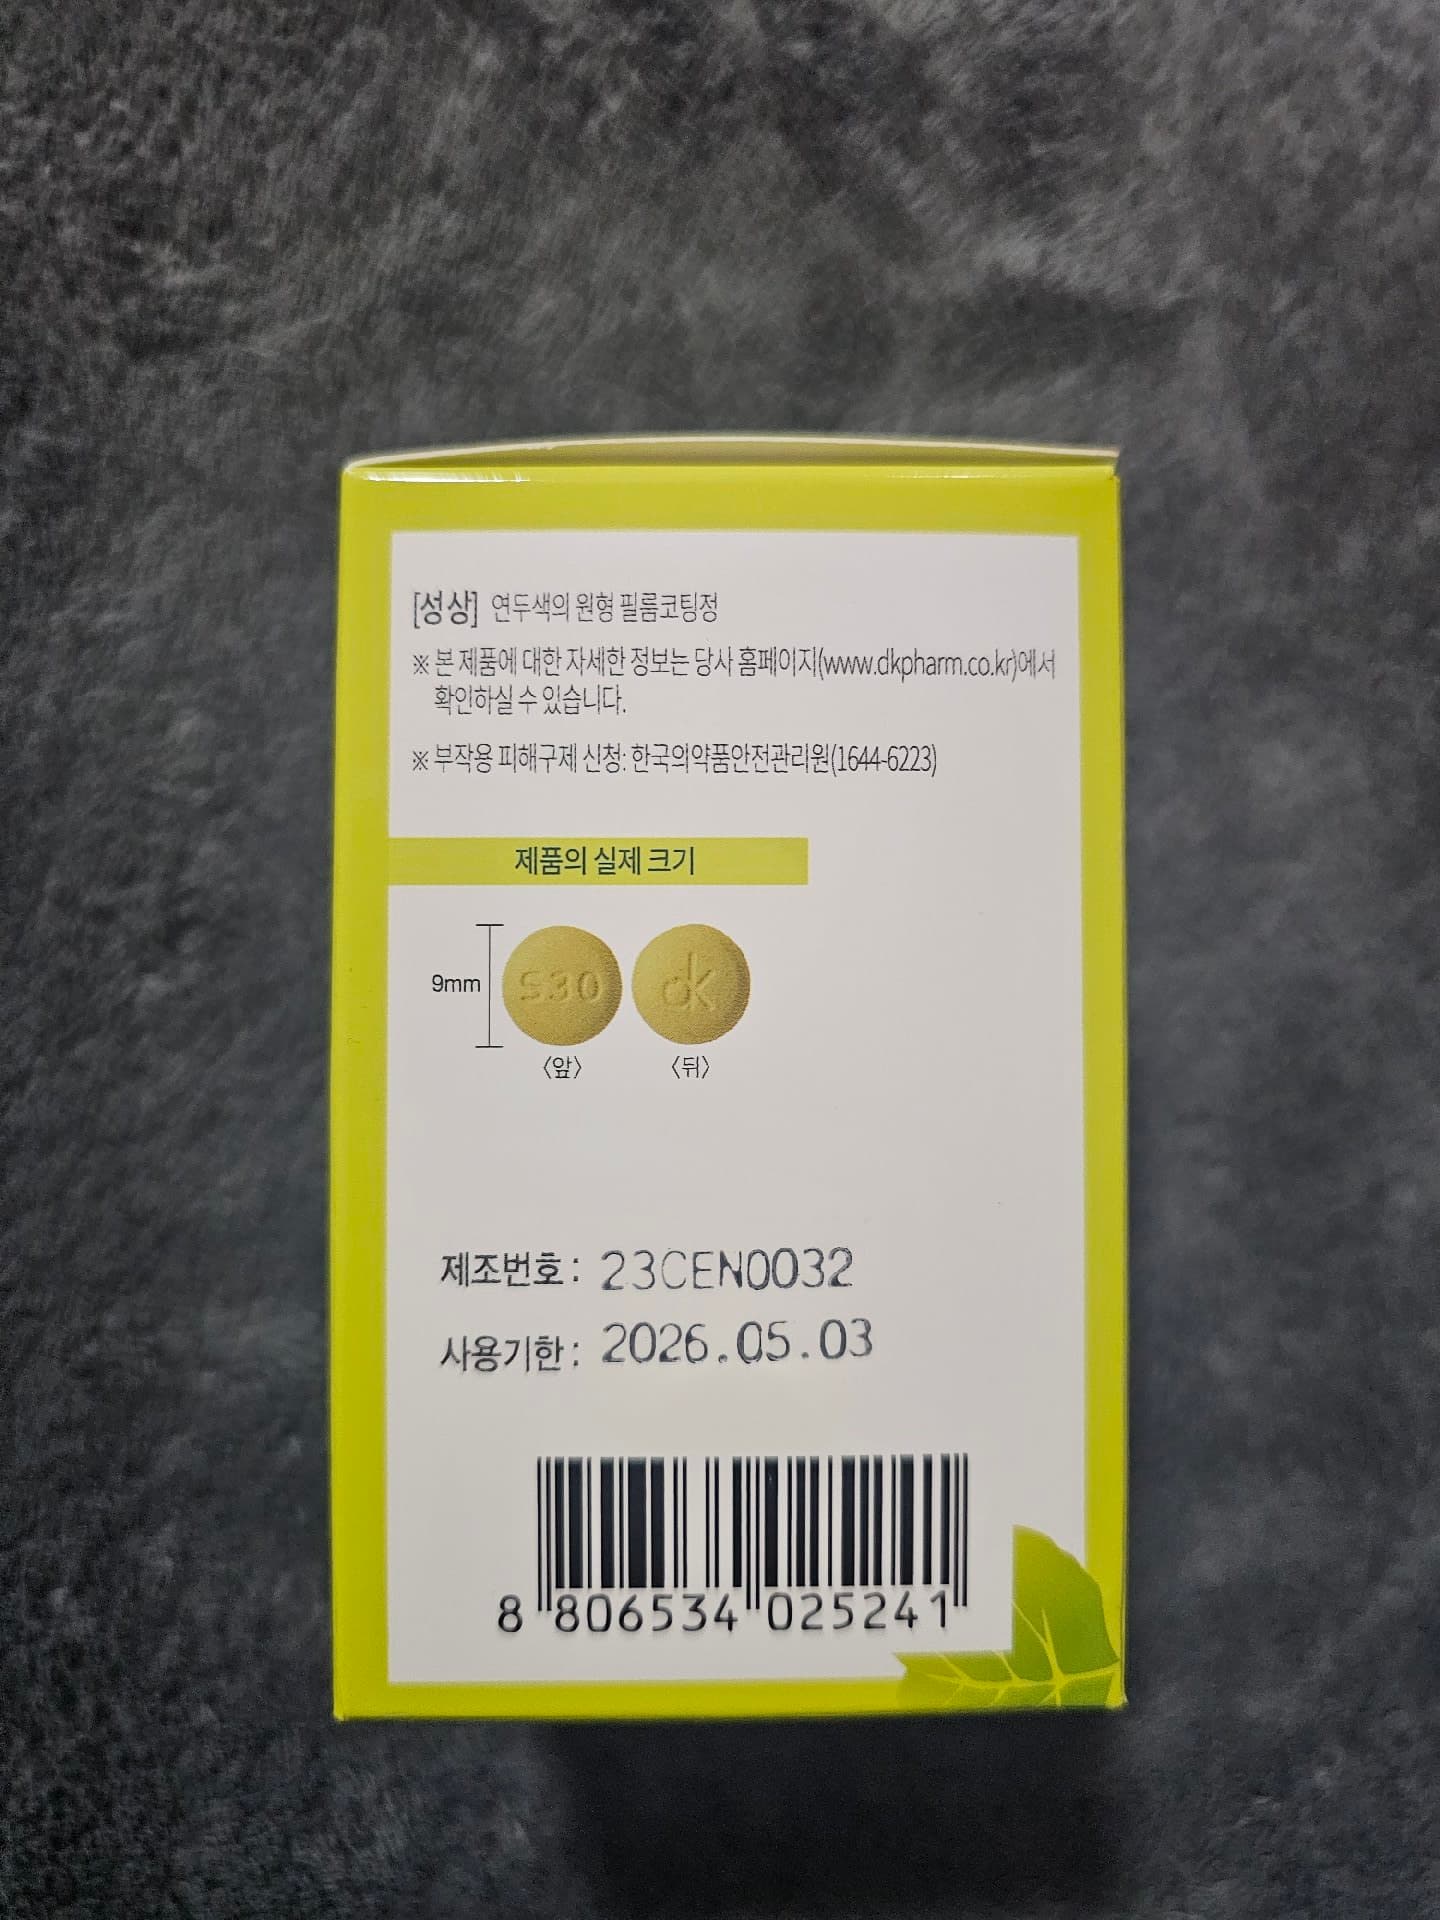 [성상] 연두색의 원형 필름코팅정
※ 본 제품에 대한 자세한 정보는 당사 홈페이지(www.dkpharm.co.kr)에서
확인하실 수 있습니다.
※ 부작용 피해구제 신청: 한국의약품안전관리원(1644-6223)
제품의 실제 크기
9mm
S30 dk
〈앞〉 〈뒤〉
제조번호 : 23CEN0032
사용기한 : 2026.05.03
8 806534 025241